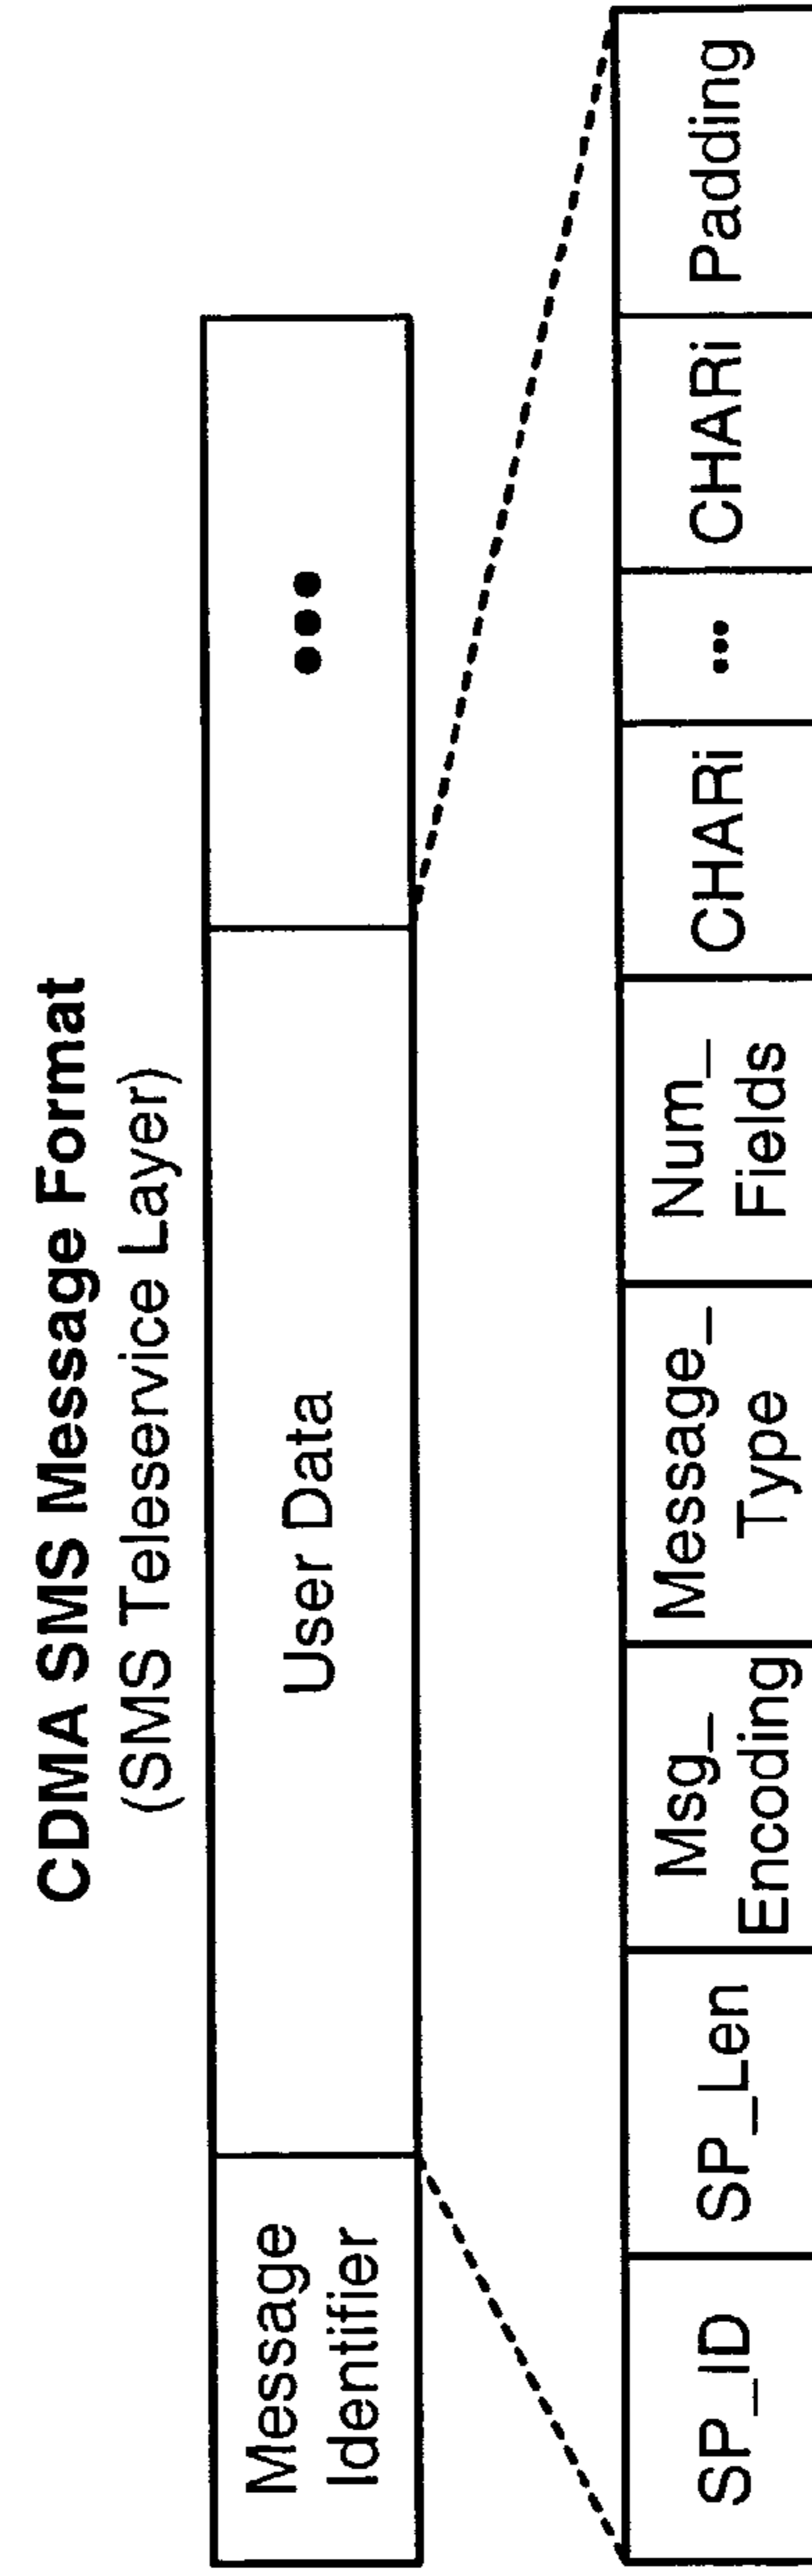 CDMA SMS Message Format
(SMS Teleservice Layer)
Message
Identifier
User Data
•••
SP_ID
SP_Len
Msg_
Encoding
Message_
Type
Num_
Fields
CHARi
•••
CHARi
Padding